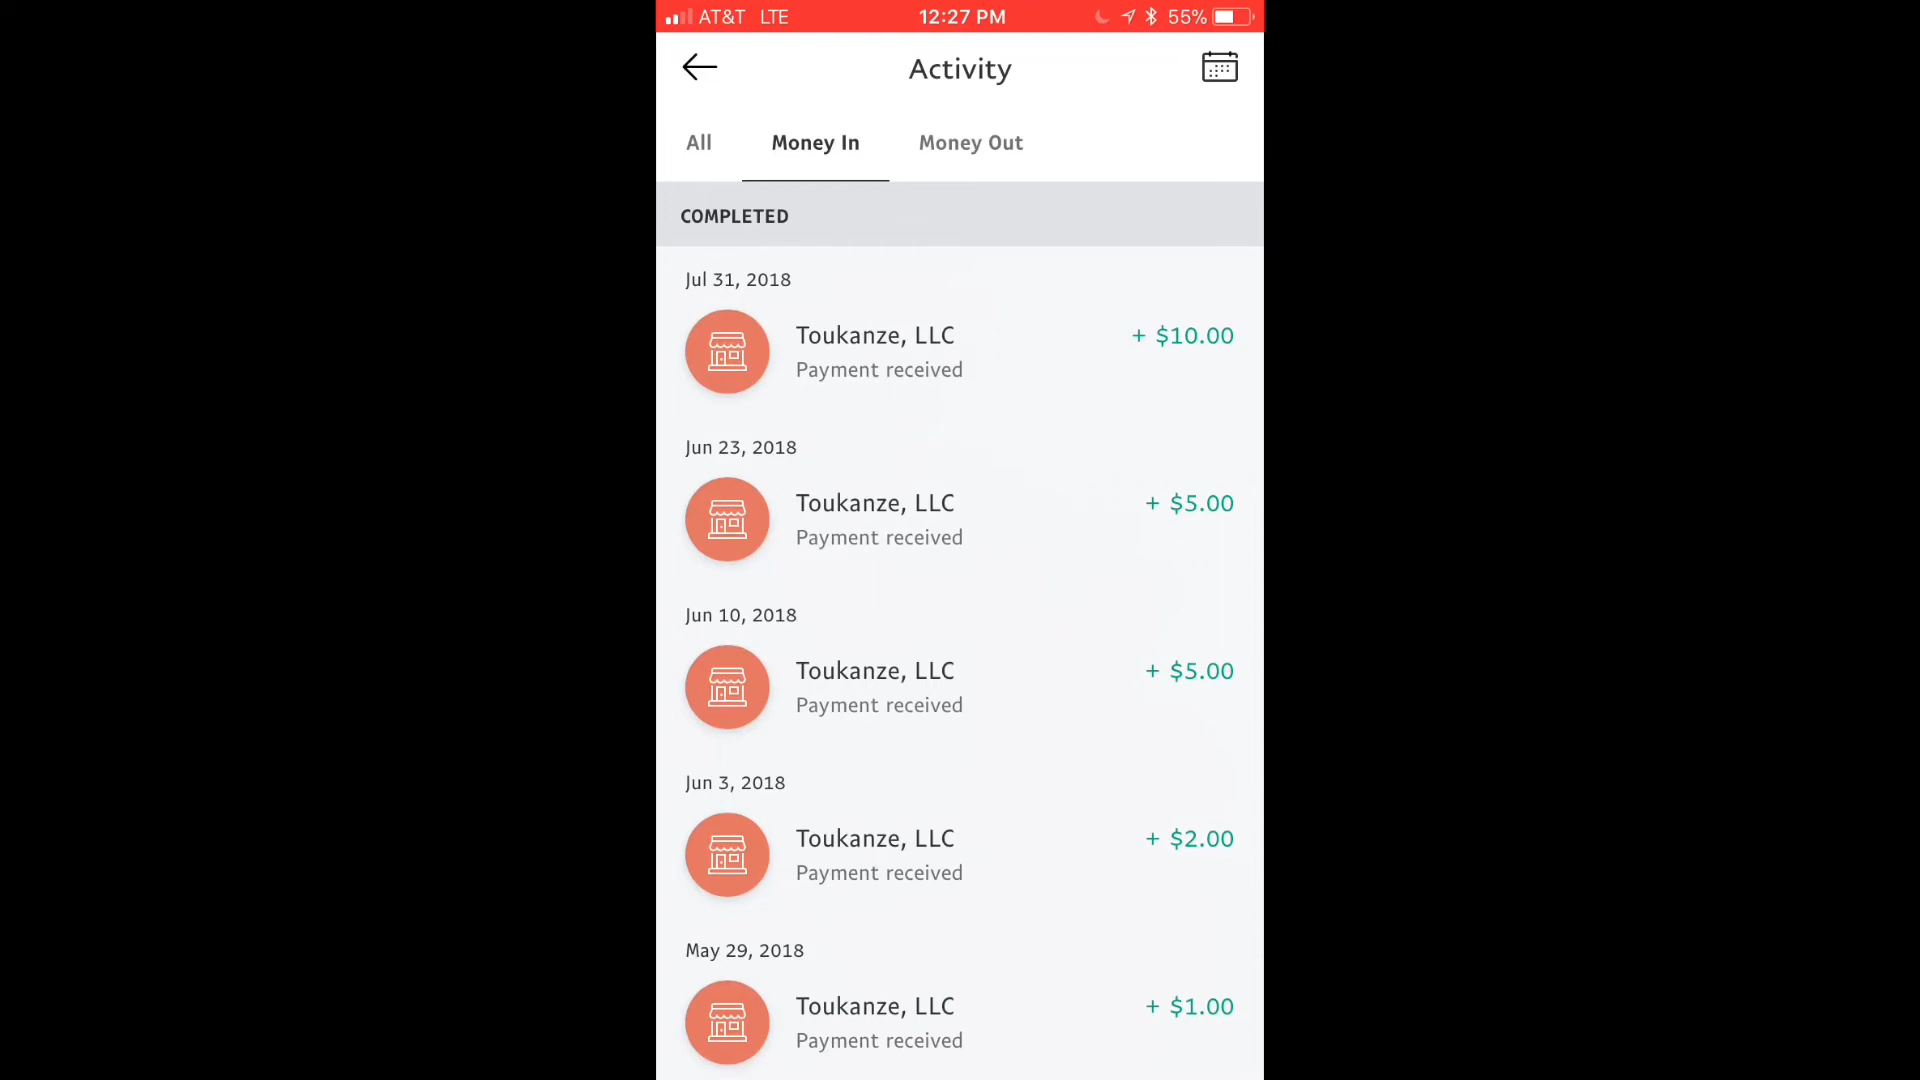 AT&T LTE 12:27 PM 55%
Activity
All Money In Money Out
COMPLETED
Jul 31, 2018
Toukanze, LLC + $10.00
Payment received
Jun 23, 2018
Toukanze, LLC + $5.00
Payment received
Jun 10, 2018
Toukanze, LLC + $5.00
Payment received
Jun 3, 2018
Toukanze, LLC + $2.00
Payment received
May 29, 2018
Toukanze, LLC + $1.00
Payment received